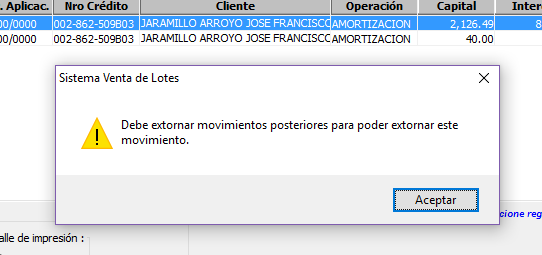 . Aplicac. Nro Crédito Cliente Operación Capital Inter
00/0000 002-862-509B03 JARAMILLO ARROYO JOSE FRANCISCO AMORTIZACION 2,126.49 8
00/0000 002-862-509B03 JARAMILLO ARROYO JOSE FRANCISCO AMORTIZACION 40.00
Sistema Venta de Lotes
Debe extornar movimientos posteriores para poder extornar este
movimiento.
Aceptar
cione reg
alle de impresión :